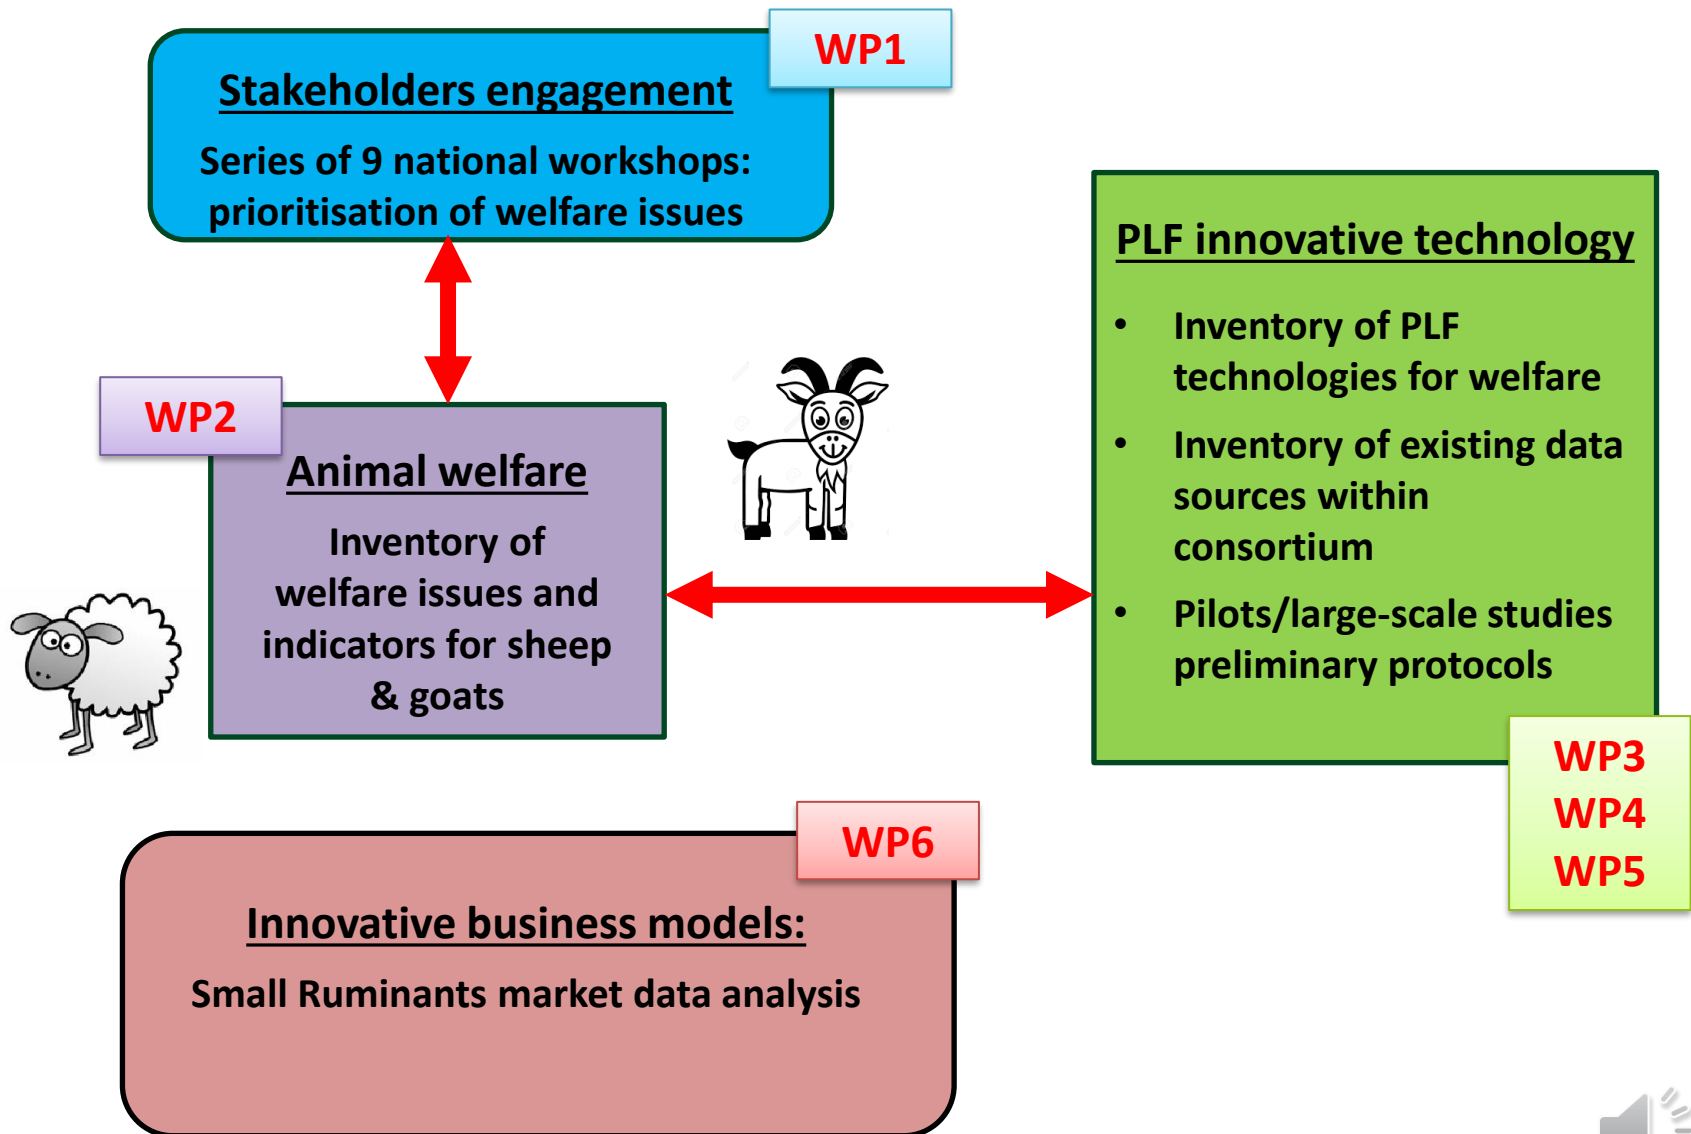 WP1
Stakeholders engagement
Series of 9 national workshops:
prioritisation of welfare issues
WP2
Animal welfare
Inventory of
welfare issues and
indicators for sheep
& goats
PLF innovative technology
• Inventory of PLF
technologies for welfare
• Inventory of existing data
sources within
consortium
• Pilots/large-scale studies
preliminary protocols
WP3
WP4
WP5
WP6
Innovative business models:
Small Ruminants market data analysis